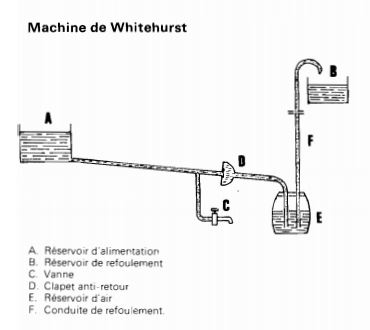 Machine de Whitehurst
B
A
F
D
C
E
A. Réservoir d'alimentation
B. Réservoir de refoulement
C. Vanne
D. Clapet anti-retour
E. Réservoir d'air
F. Conduite de refoulement.